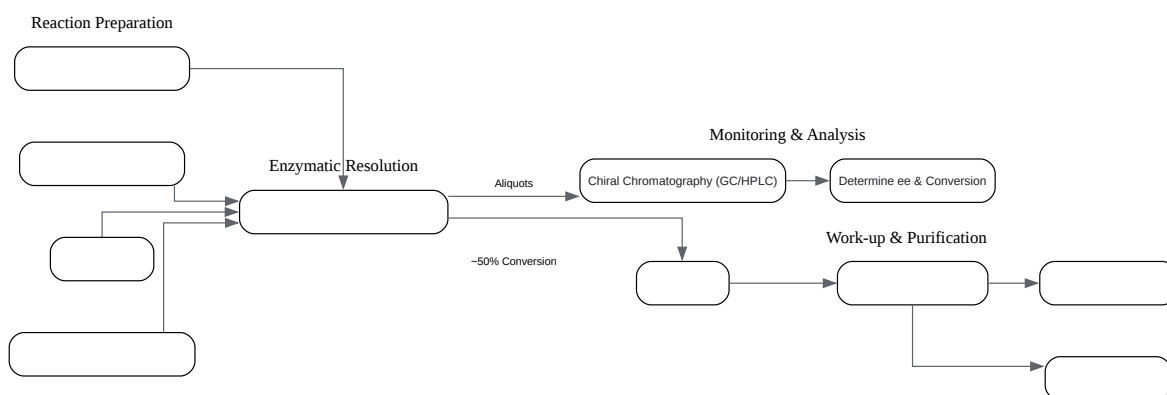 Reaction Preparation
Monitoring & Analysis
Enzymatic Resolution
Aliquots
Chiral Chromatography (GC/HPLC)
Determine ee & Conversion
Work-up & Purification
~50% Conversion